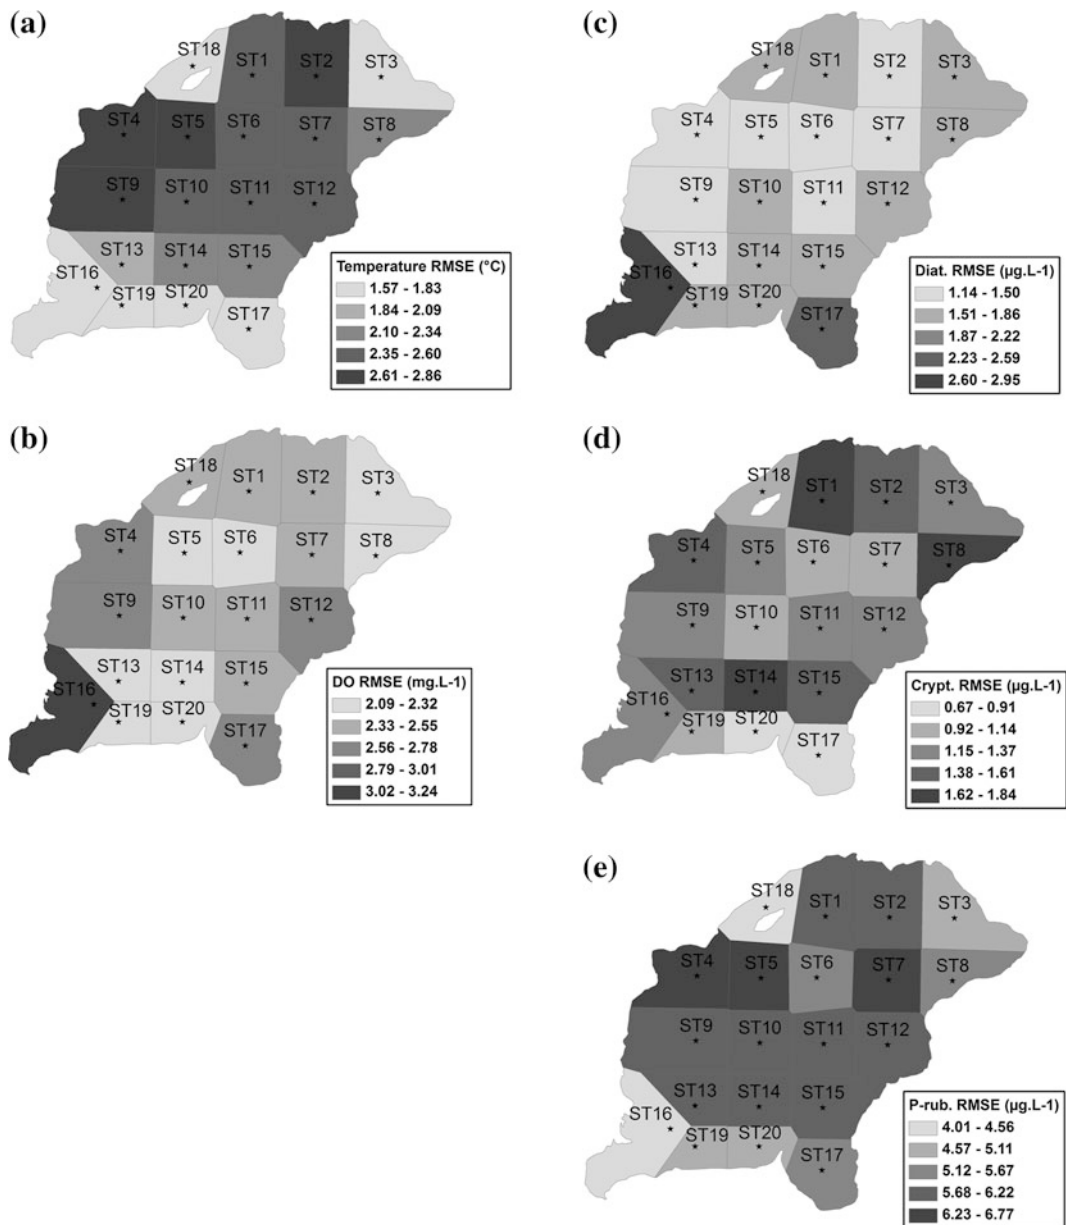 (a)
ST18
ST1
ST2
ST3
ST4
ST5
ST6
ST7
ST8
ST9
ST10
ST11
ST12
ST13
ST14
ST15
ST16
ST19
ST20
ST17
Temperature RMSE (°C)
1.57 - 1.83
1.84 - 2.09
2.10 - 2.34
2.35 - 2.60
2.61 - 2.86
(c)
ST18
ST1
ST2
ST3
ST4
ST5
ST6
ST7
ST8
ST9
ST10
ST11
ST12
ST13
ST14
ST15
ST16
ST19
ST20
ST17
Diat. RMSE (µg.L-1)
1.14 - 1.50
1.51 - 1.86
1.87 - 2.22
2.23 - 2.59
2.60 - 2.95
(b)
ST18
ST1
ST2
ST3
ST4
ST5
ST6
ST7
ST8
ST9
ST10
ST11
ST12
ST13
ST14
ST15
ST16
ST19
ST20
ST17
DO RMSE (mg.L-1)
2.09 - 2.32
2.33 - 2.55
2.56 - 2.78
2.79 - 3.01
3.02 - 3.24
(d)
ST18
ST1
ST2
ST3
ST4
ST5
ST6
ST7
ST8
ST9
ST10
ST11
ST12
ST13
ST14
ST15
ST16
ST19
ST20
ST17
Crypt. RMSE (µg.L-1)
0.67 - 0.91
0.92 - 1.14
1.15 - 1.37
1.38 - 1.61
1.62 - 1.84
(e)
ST18
ST1
ST2
ST3
ST4
ST5
ST6
ST7
ST8
ST9
ST10
ST11
ST12
ST13
ST14
ST15
ST16
ST19
ST20
ST17
P-rub. RMSE (µg.L-1)
4.01 - 4.56
4.57 - 5.11
5.12 - 5.67
5.68 - 6.22
6.23 - 6.77